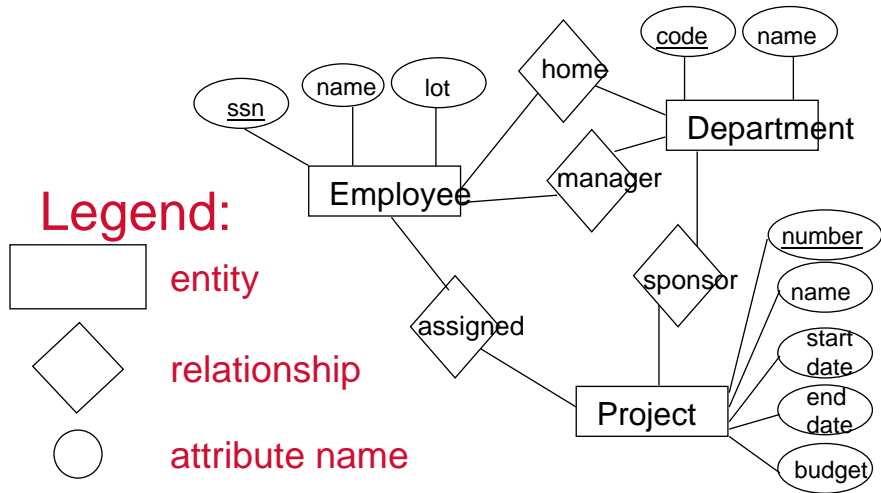 code
name
home
name
lot
ssn
Department
manager
Employee
Legend:
number
entity
sponsor
name
assigned
start
date
relationship
end
date
Project
attribute name
budget